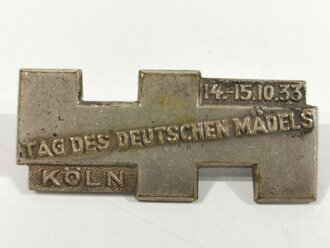 14.-15.10.33
TAG DES DEUTSCHEN MÄDELS
KÖLN